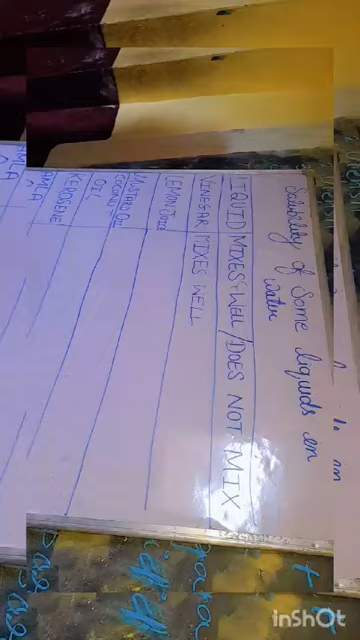 Solubility of Some liquids in
water
LIQUID MIXES WELL/DOES NOT MIX
VINEGAR MIXES WELL
LEMON JUICE
MUSTARD OIL
COCONUT
OIL
KEROSENE
InShOt